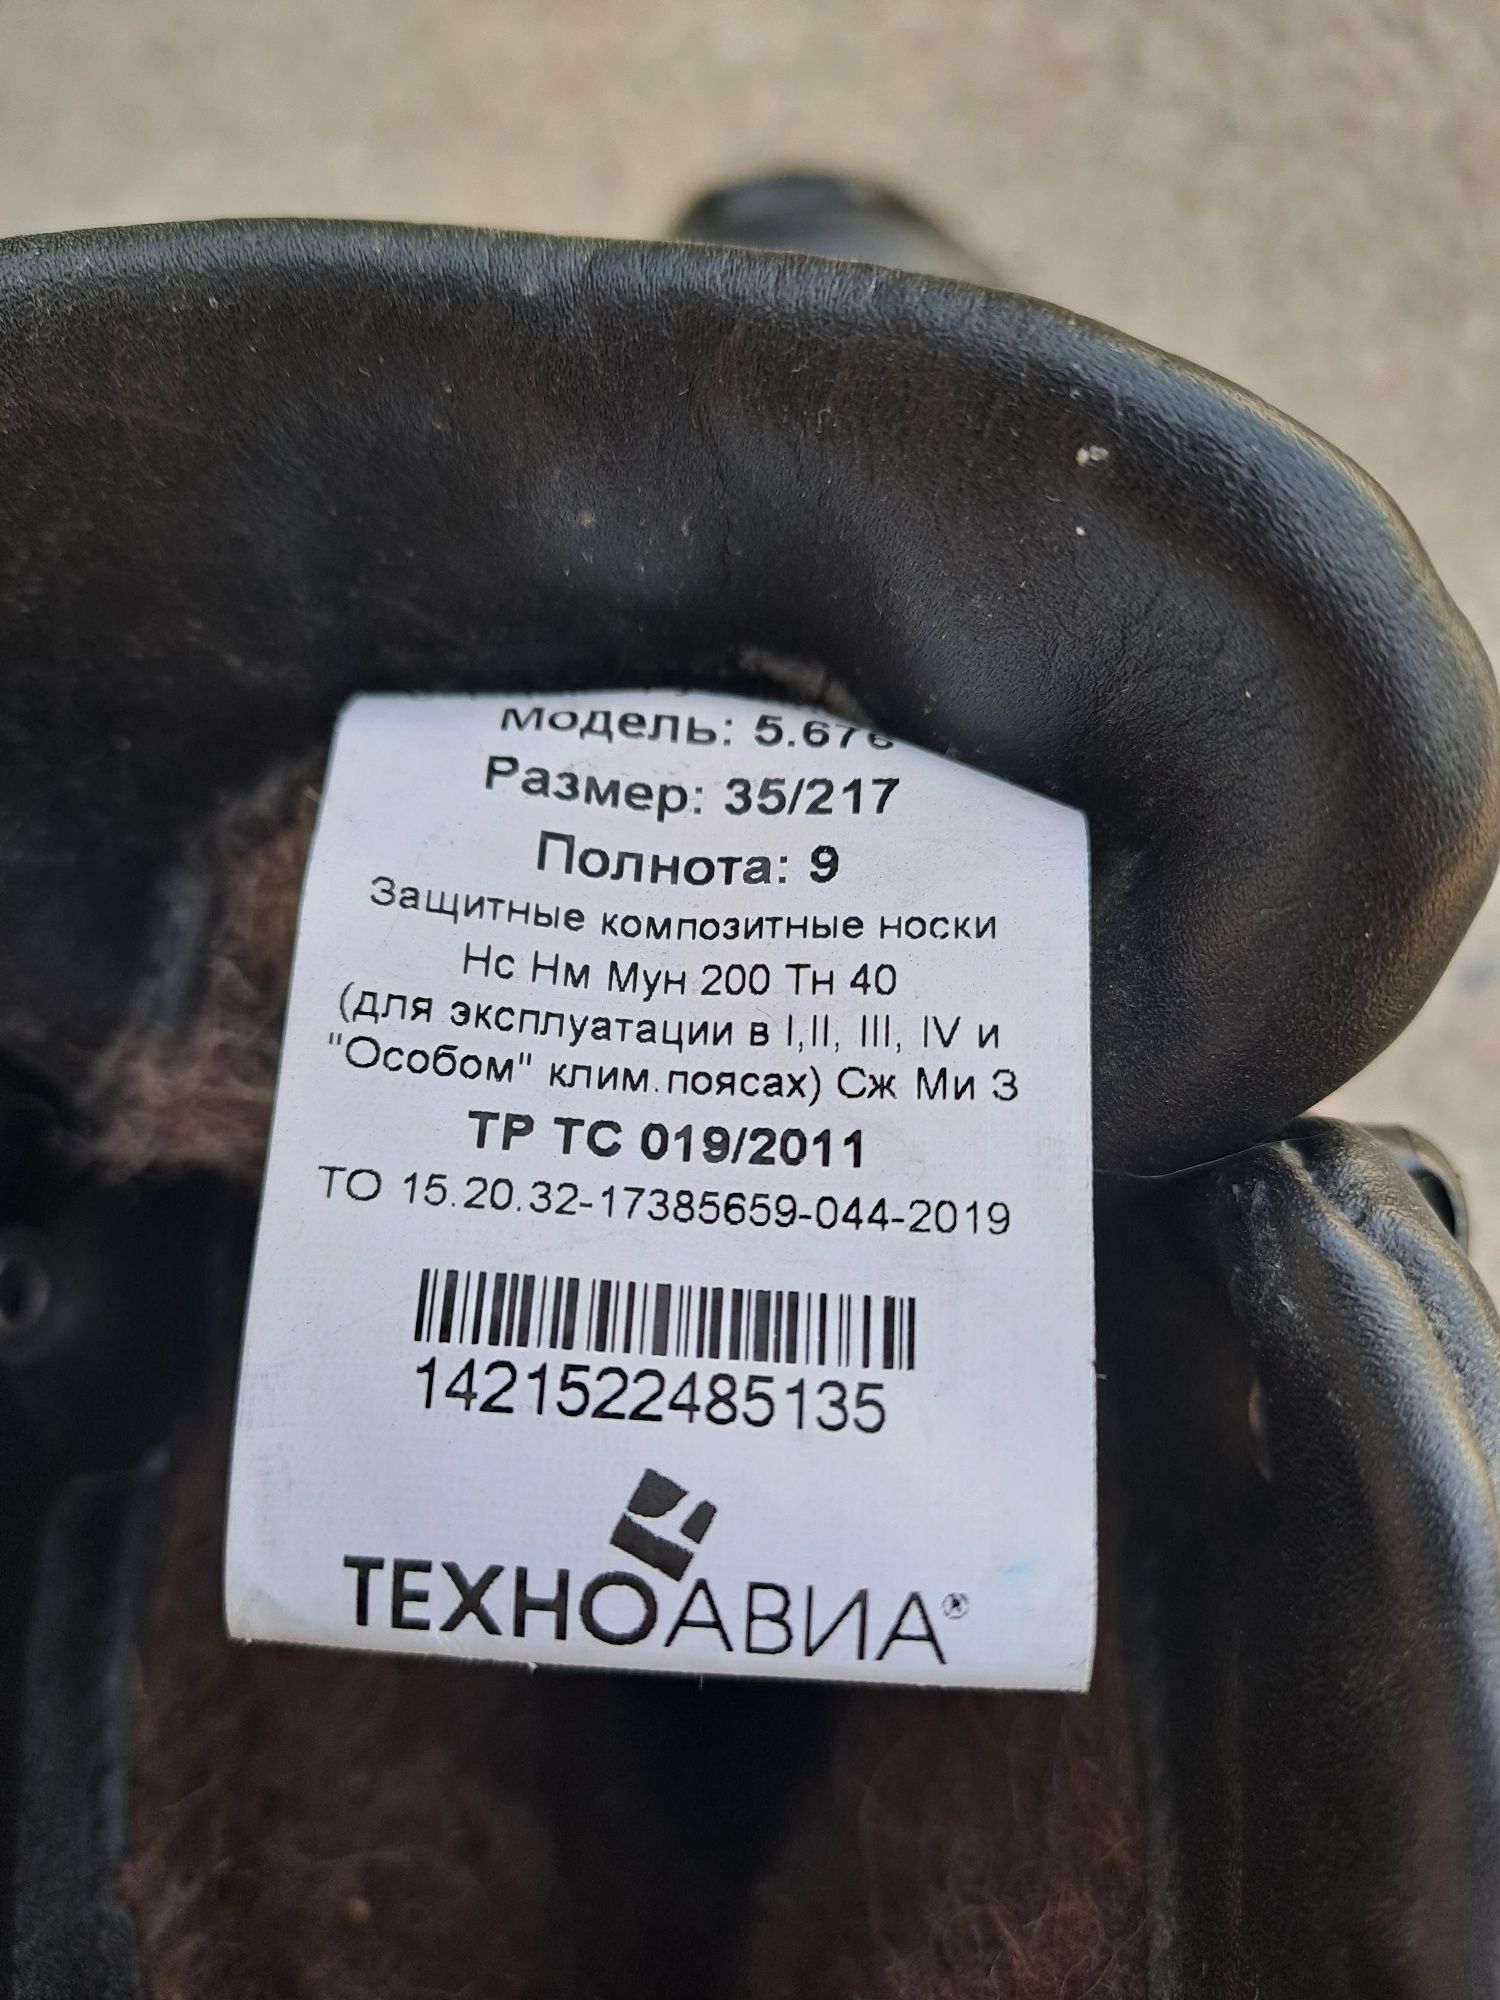 Модель: 5.676
Размер: 35/217
Полнота: 9
Защитные композитные носки
Нс Нм Мун 200 Тн 40
(для эксплуатации в I,II, III, IV и
"Особом" клим.поясах) Сж Ми З
ТР ТС 019/2011
ТО 15.20.32-17385659-044-2019
1421522485135
ТЕХНОАВИА®